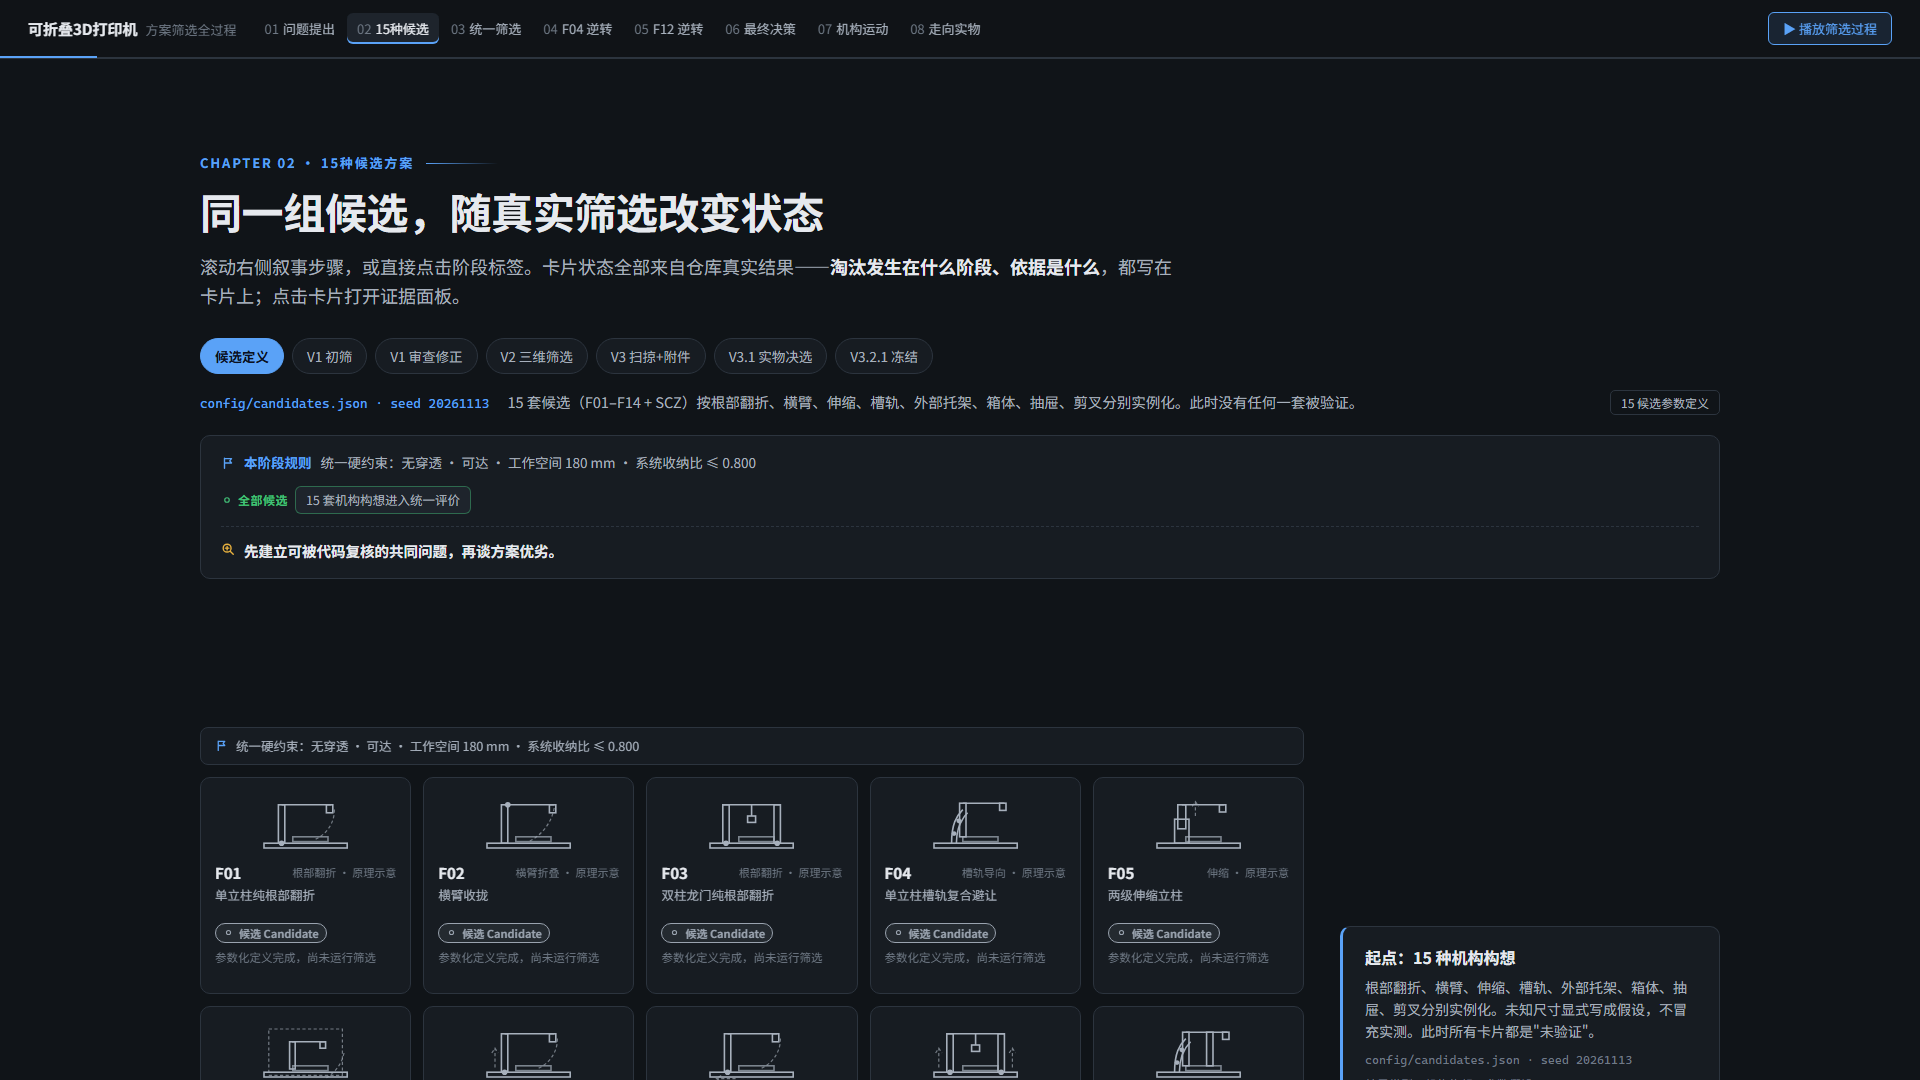 可折叠3D打印机 方案筛选全过程 01 问题提出 02 15种候选 03 统一筛选 04 F04 逆转 05 F12 逆转 06 最终决策 07 机构运动 08 走向实物 ▶ 播放筛选过程
CHAPTER 02 · 15种候选方案
同一组候选，随真实筛选改变状态
滚动右侧叙事步骤，或直接点击阶段标签。卡片状态全部来自仓库真实结果——淘汰发生在什么阶段、依据是什么，都写在
卡片上；点击卡片打开证据面板。
候选定义 V1 初筛 V1 审查修正 V2 三维筛选 V3 扫掠+附件 V3.1 实物决选 V3.2.1 冻结
config/candidates.json · seed 20261113 15 套候选（F01–F14 + SCZ）按根部翻折、横臂、伸缩、槽轨、外部托架、箱体、抽屉、剪叉分别实例化。此时没有任何一套被验证。 15 候选参数定义
本阶段规则 统一硬约束：无穿透 · 可达 · 工作空间 180 mm · 系统收纳比 ≤ 0.800
全部候选 15 套机构构想进入统一评价
先建立可被代码复核的共同问题，再谈方案优劣。
统一硬约束：无穿透 · 可达 · 工作空间 180 mm · 系统收纳比 ≤ 0.800
F01 根部翻折 · 原理示意
单立柱纯根部翻折
候选 Candidate
参数化定义完成，尚未运行筛选
F02 横臂折叠 · 原理示意
横臂收拢
候选 Candidate
参数化定义完成，尚未运行筛选
F03 根部翻折 · 原理示意
双柱龙门纯根部翻折
候选 Candidate
参数化定义完成，尚未运行筛选
F04 槽轨导向 · 原理示意
单立柱槽轨复合避让
候选 Candidate
参数化定义完成，尚未运行筛选
F05 伸缩 · 原理示意
两级伸缩立柱
候选 Candidate
参数化定义完成，尚未运行筛选
起点：15 种机构构想
根部翻折、横臂、伸缩、槽轨、外部托架、箱体、抽
屉、剪叉分别实例化。未知尺寸显式写成假设，不冒
充实测。此时所有卡片都是"未验证"。
config/candidates.json · seed 20261113